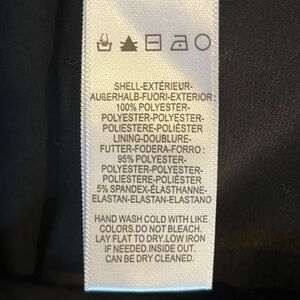 SHELL-EXTÉRIEUR-
AUßERHALB-FUORI-EXTERIOR:
100% POLYESTER-
POLYESTER-POLYESTER-
POLIESTERE-POLIÉSTER
LINING-DOUBLURE-
FUTTER-FODERA-FORRO:
95% POLYESTER-
POLYESTER-POLYESTER-
POLIESTERE-POLIÉSTER
5% SPANDEX-ÉLASTHANNE-
ELASTAN-ELASTAN-ELASTANO
HAND WASH COLD WITH LIKE
COLORS.DO NOT BLEACH.
LAY FLAT TO DRY.LOW IRON
IF NEEDED.INSIDE OUT.
CAN BE DRY CLEANED.